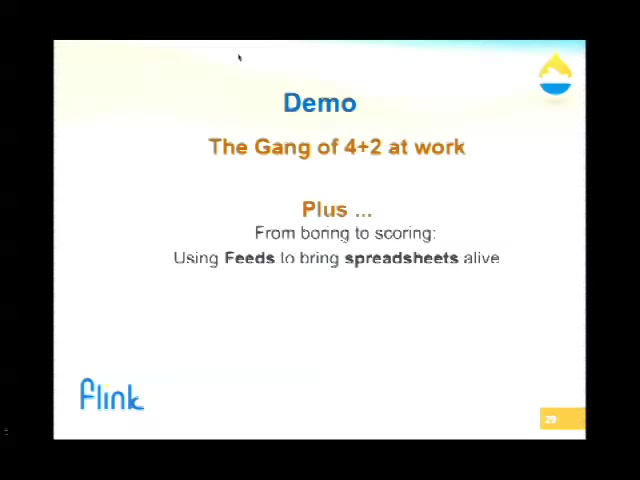 Demo
The Gang of 4+2 at work
Plus ...
From boring to scoring:
Using Feeds to bring spreadsheets alive
flink
29